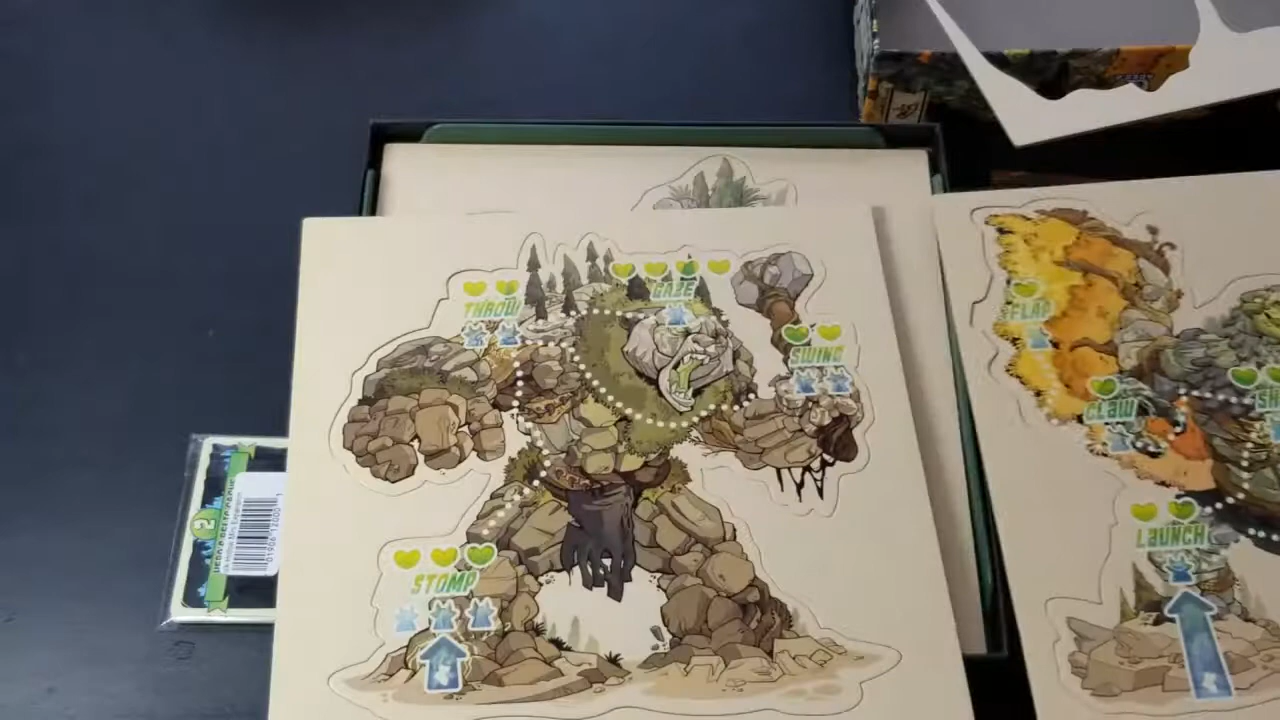 GAZE
THROW
SWING
FLAP
CLAW
STOMP
LAUNCH
2